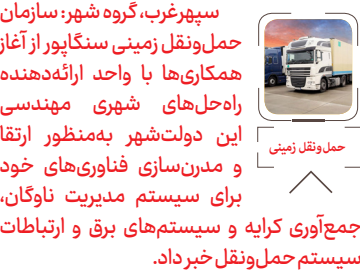 سپهرغرب، گروه شهر: سازمان
حمل‌ونقل زمینی سنگاپور از آغاز
همکاری‌ها با واحد ارائه‌دهنده
راه‌حل‌های شهری مهندسی
این دولت‌شهر به‌منظور ارتقا
و مدرن‌سازی فناوری‌های خود
برای سیستم مدیریت ناوگان،
جمع‌آوری کرایه و سیستم‌های برق و ارتباطات
سیستم حمل‌ونقل خبر داد.
حمل‌ونقل زمینی